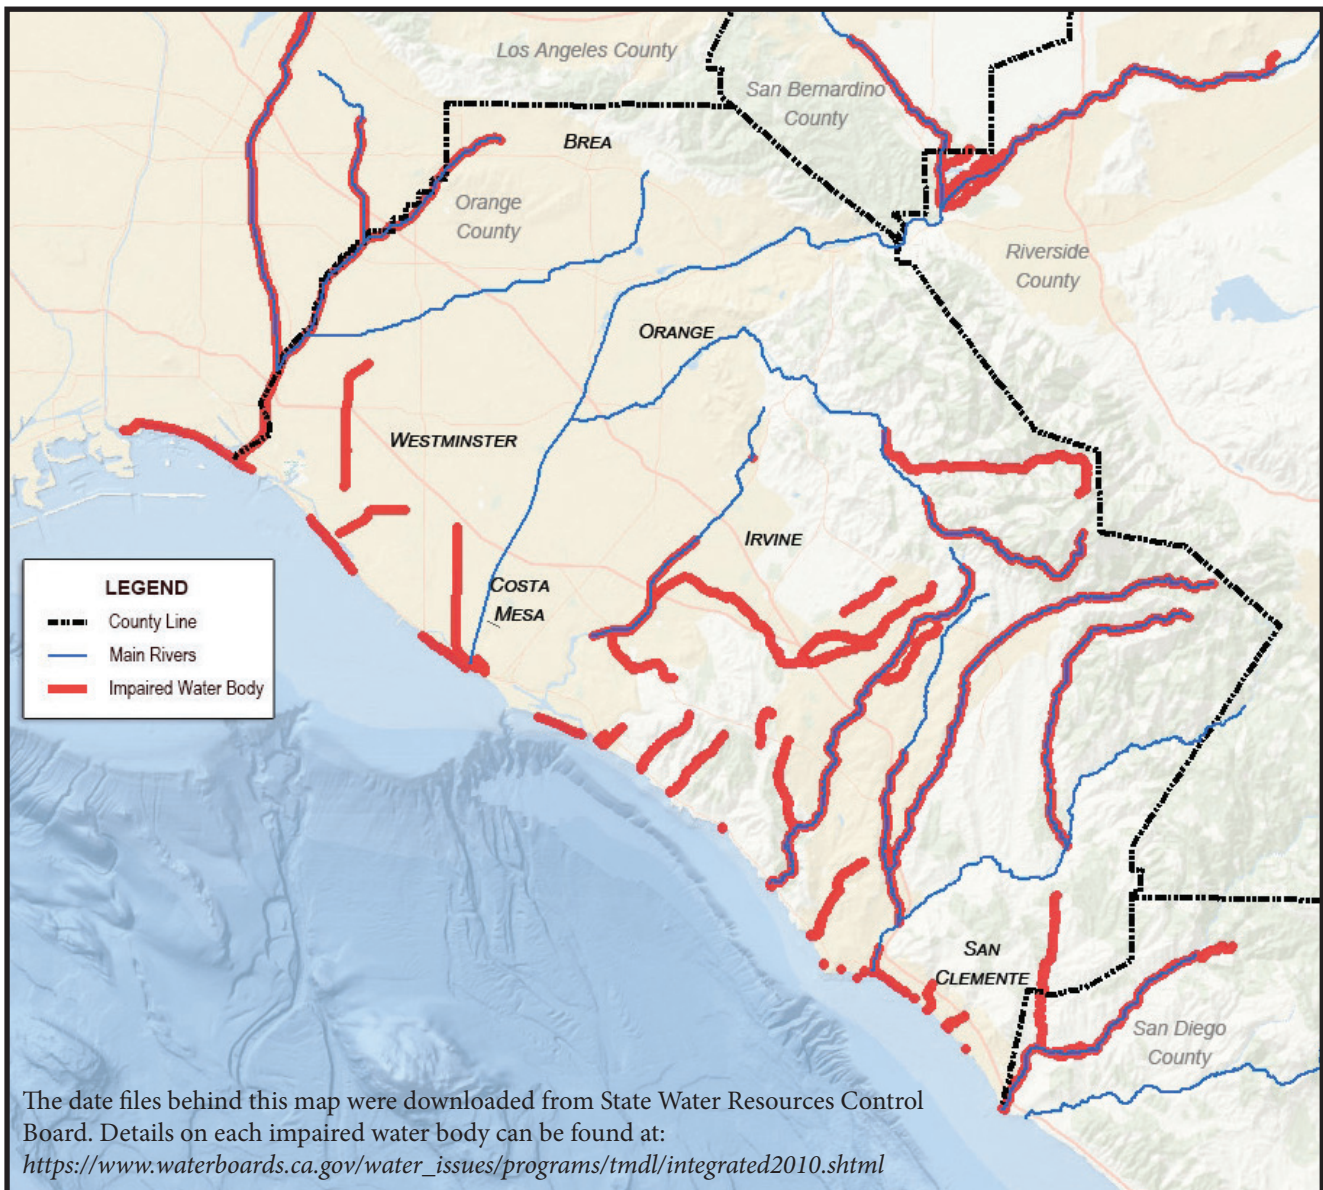 Los Angeles County
San Bernardino
County
BREA
Orange
County
Riverside
County
ORANGE
WESTMINSTER
IRVINE
COSTA
MESA
LEGEND
County Line
Main Rivers
Impaired Water Body
SAN
CLEMENTE
San Diego
County
The date files behind this map were downloaded from State Water Resources Control
Board. Details on each impaired water body can be found at:
https://www.waterboards.ca.gov/water_issues/programs/tmdl/integrated2010.shtml